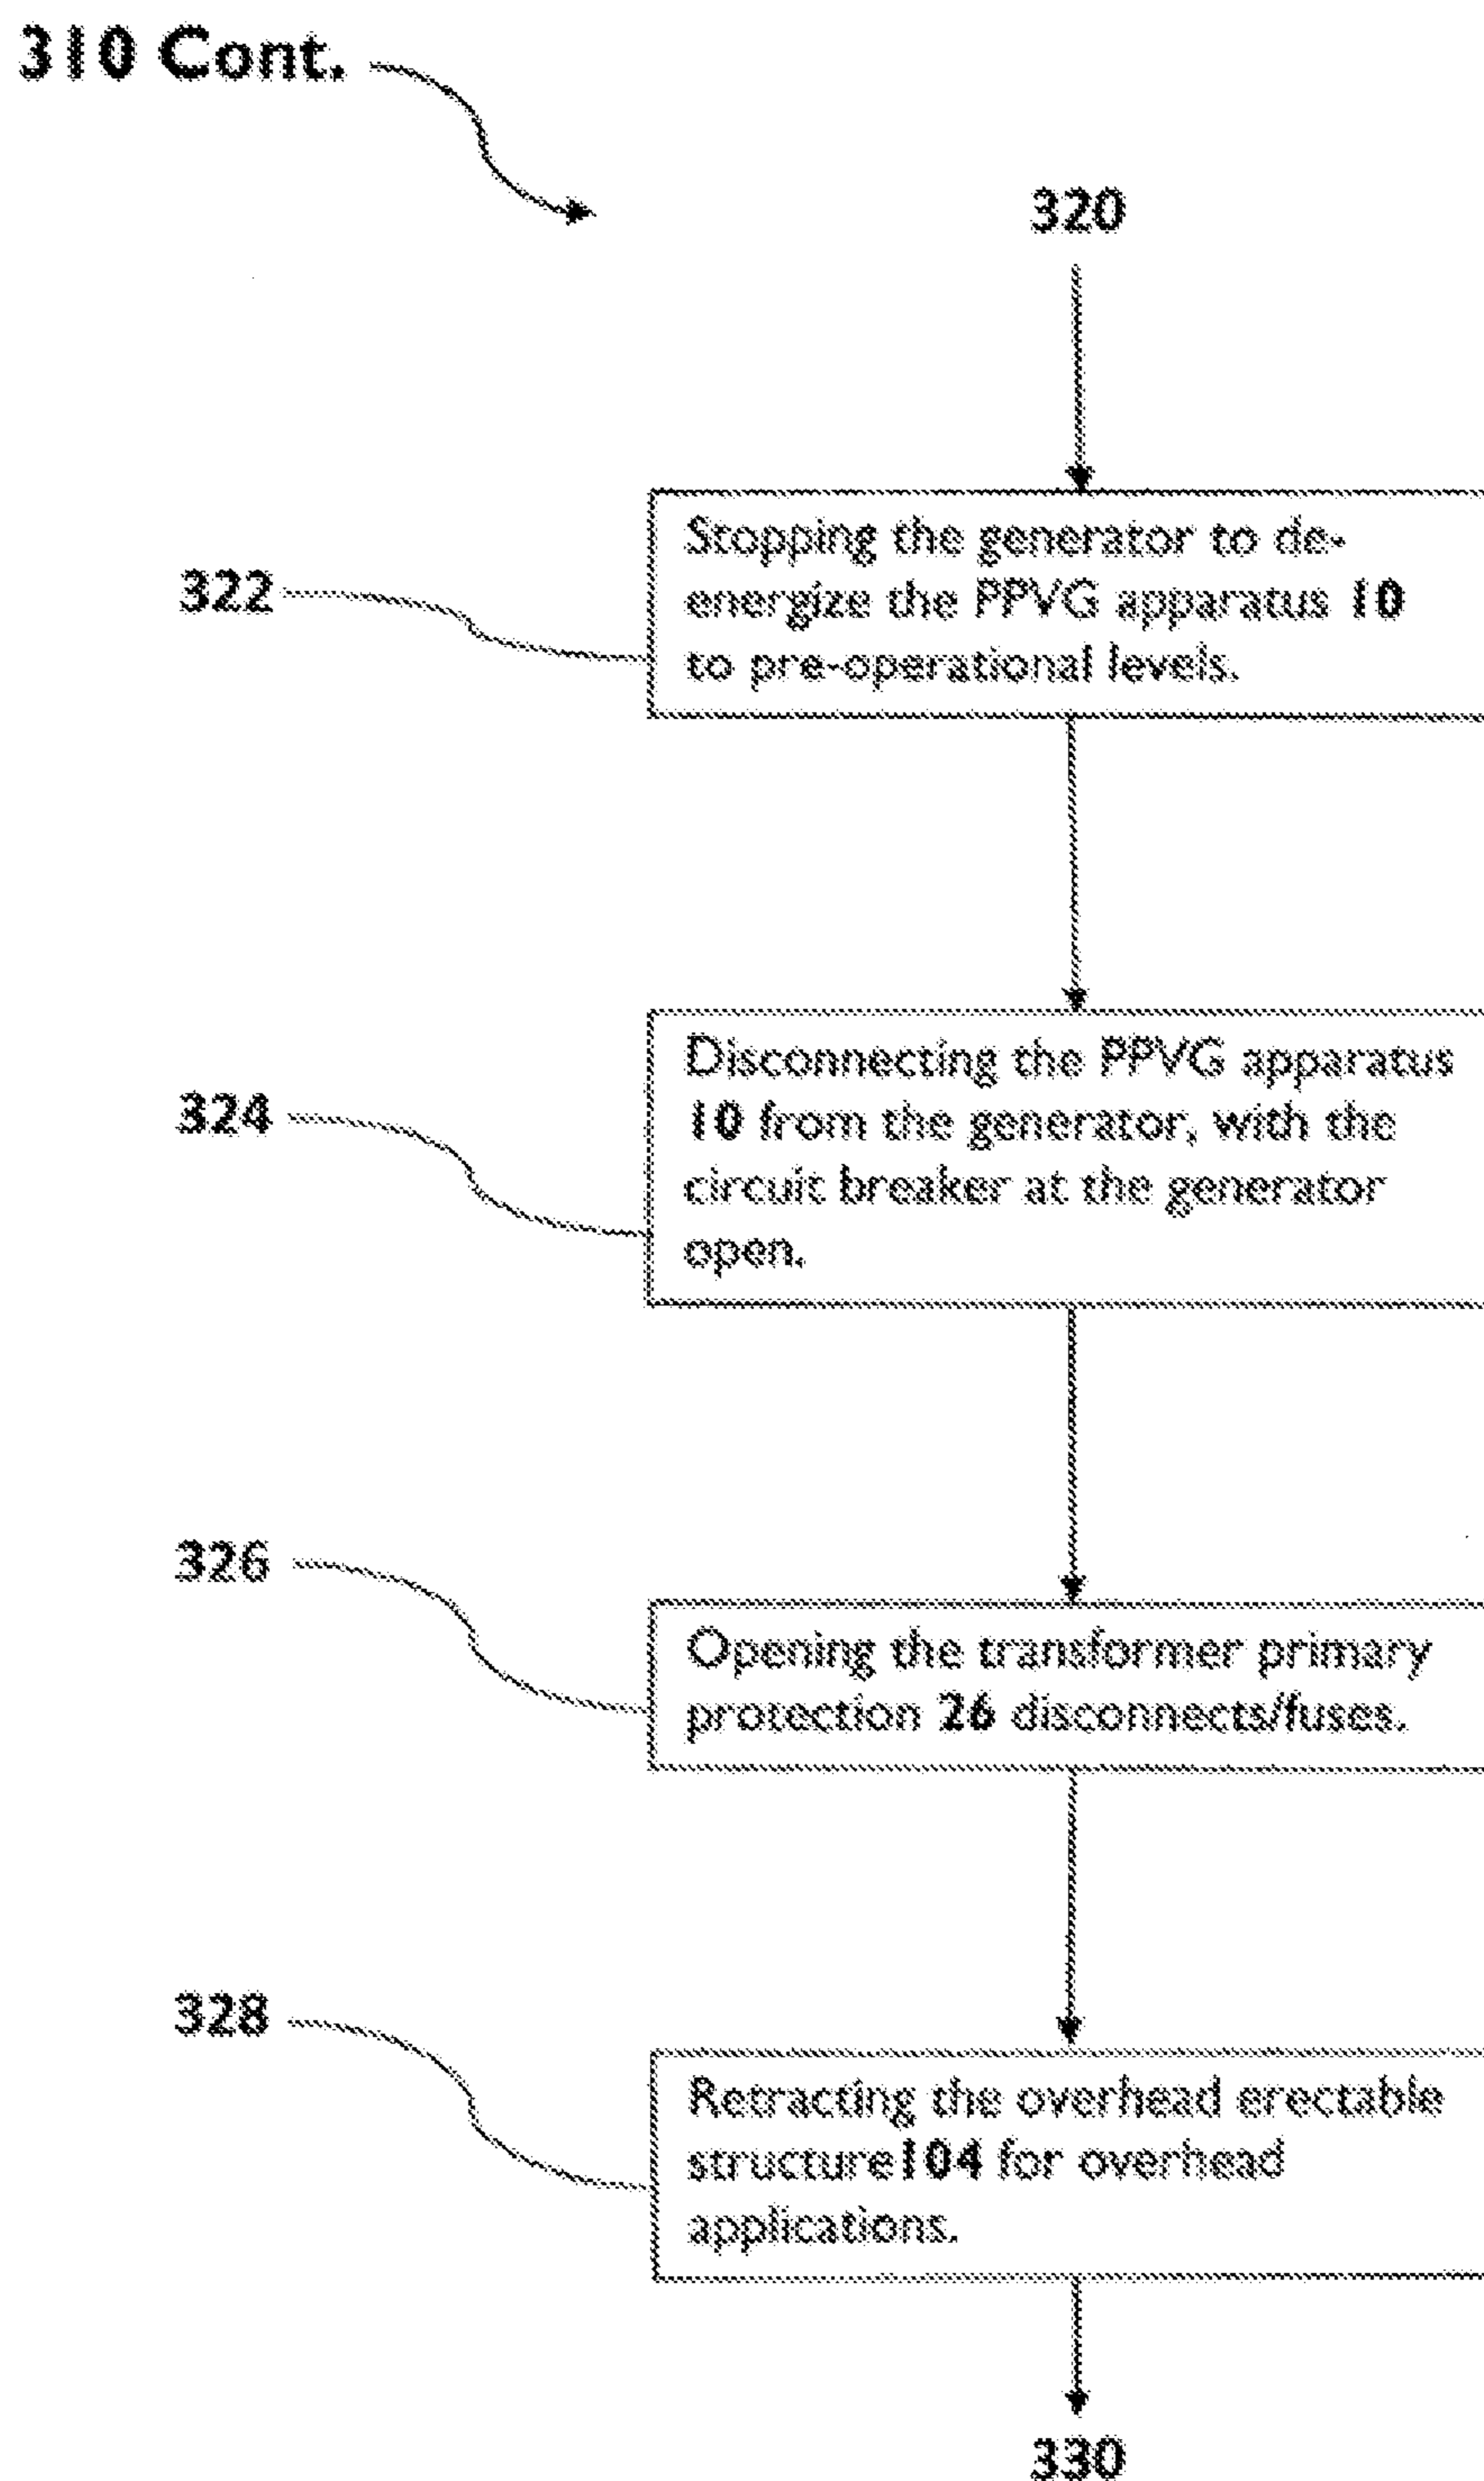 310 Cont.
320
322
Stopping the generator to de-
energize the PPVG apparatus 10
to pre-operational levels.
324
Disconnecting the PPVG apparatus
10 from the generator, with the
circuit breaker at the generator
open.
326
Opening the transformer primary
protection 26 disconnects/fuses.
328
Retracting the overhead erectable
structure104 for overhead
applications.
330